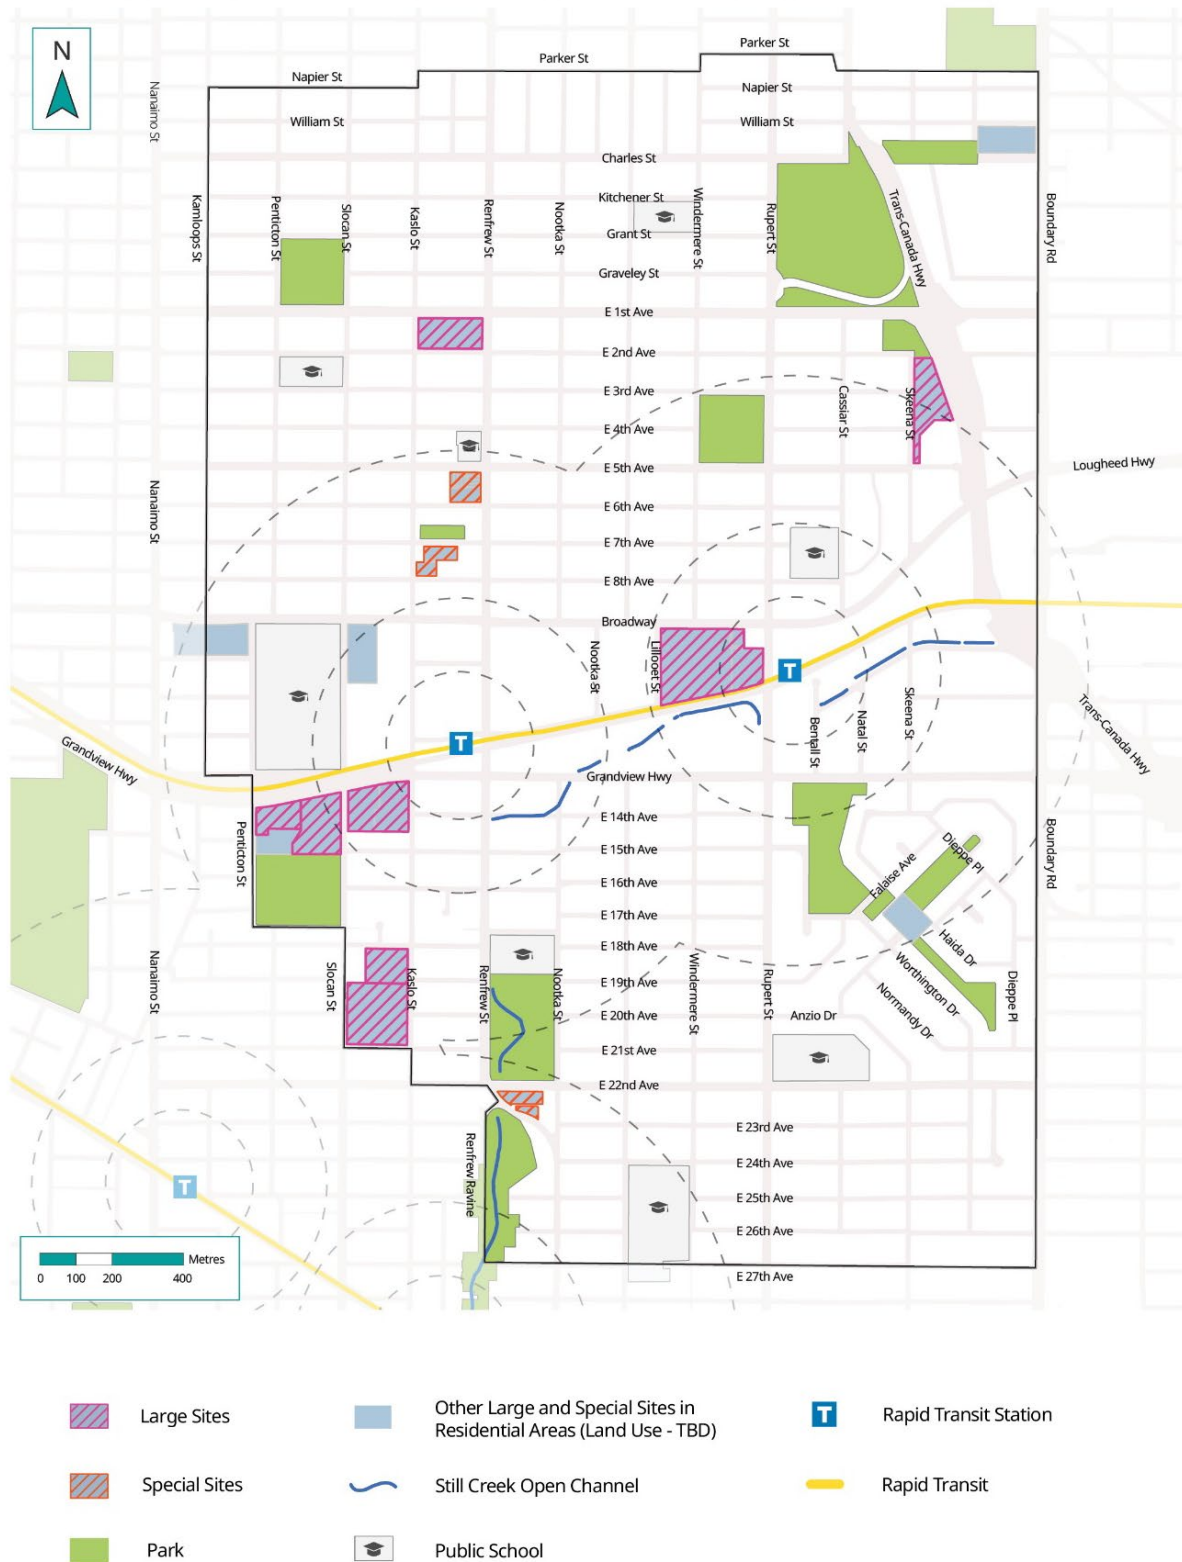 N
Parker St
Parker St
Napier St
Napier St
William St
William St
Charles St
Kitchener St
Grant St
Graveley St
Nanaimo St
Kamloops St
Penticton St
Slocan St
Kaslo St
Renfrew St
Nootka St
Windermere St
Rupert St
Trans-Canada Hwy
Boundary Rd
E 1st Ave
E 2nd Ave
E 3rd Ave
E 4th Ave
E 5th Ave
E 6th Ave
E 7th Ave
E 8th Ave
Broadway
Cassiar St
Skeena St
Lougheed Hwy
Nanaimo St
Nootka St
Lillooet St
T
T
Bentall St
Natal St
Skeena St
Trans-Canada Hwy
Grandview Hwy
Grandview Hwy
E 14th Ave
E 15th Ave
E 16th Ave
E 17th Ave
E 18th Ave
E 19th Ave
E 20th Ave
E 21st Ave
E 22nd Ave
Penticton St
Boundary Rd
Dieppe Pl
Falaise Ave
Haida Dr
Worthington Dr
Normandy Dr
Dieppe Pl
Anzio Dr
Nanaimo St
Slocan St
Kaslo St
Renfrew St
Nootka St
Windermere St
Rupert St
E 23rd Ave
E 24th Ave
E 25th Ave
E 26th Ave
E 27th Ave
Renfrew Ravine
T
Metres
0 100 200 400
Large Sites
Other Large and Special Sites in
Residential Areas (Land Use - TBD)
T
Rapid Transit Station
Special Sites
Still Creek Open Channel
Rapid Transit
Park
Public School